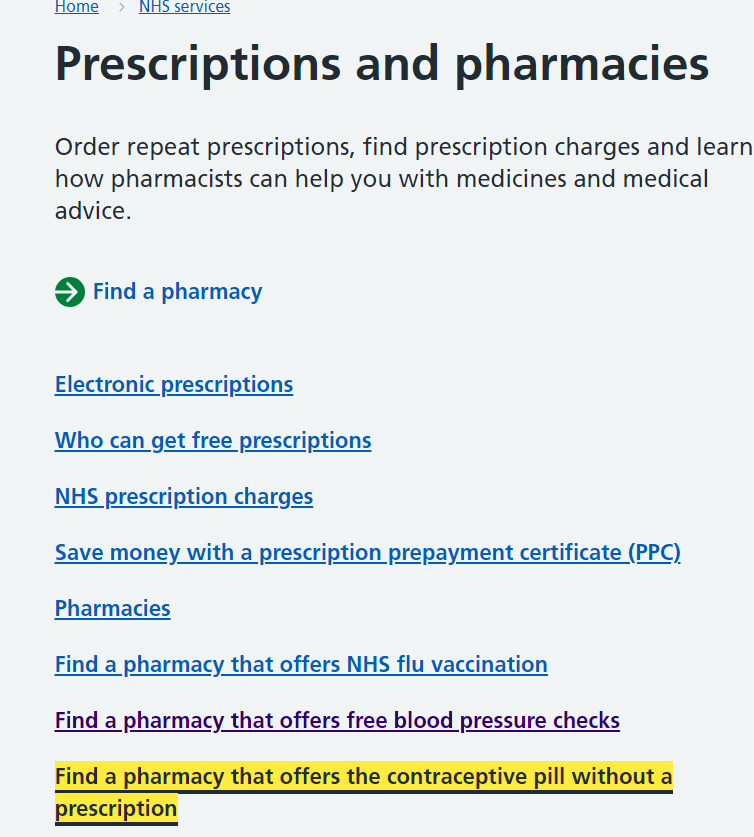 Home > NHS services
Prescriptions and pharmacies
Order repeat prescriptions, find prescription charges and learn
how pharmacists can help you with medicines and medical
advice.
Find a pharmacy
Electronic prescriptions
Who can get free prescriptions
NHS prescription charges
Save money with a prescription prepayment certificate (PPC)
Pharmacies
Find a pharmacy that offers NHS flu vaccination
Find a pharmacy that offers free blood pressure checks
Find a pharmacy that offers the contraceptive pill without a
prescription